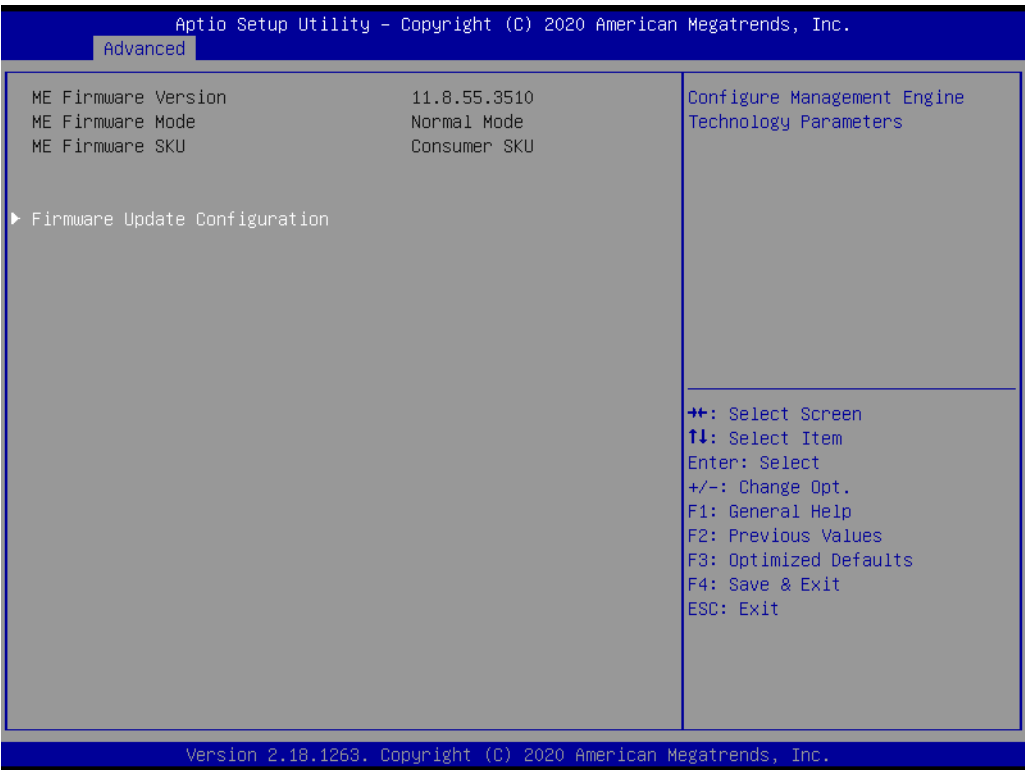 Aptio Setup Utility – Copyright (C) 2020 American Megatrends, Inc.
Advanced
ME Firmware Version 11.8.55.3510
ME Firmware Mode Normal Mode
ME Firmware SKU Consumer SKU
▶ Firmware Update Configuration
Configure Management Engine
Technology Parameters
→←: Select Screen
↑↓: Select Item
Enter: Select
+/-: Change Opt.
F1: General Help
F2: Previous Values
F3: Optimized Defaults
F4: Save & Exit
ESC: Exit
Version 2.18.1263. Copyright (C) 2020 American Megatrends, Inc.